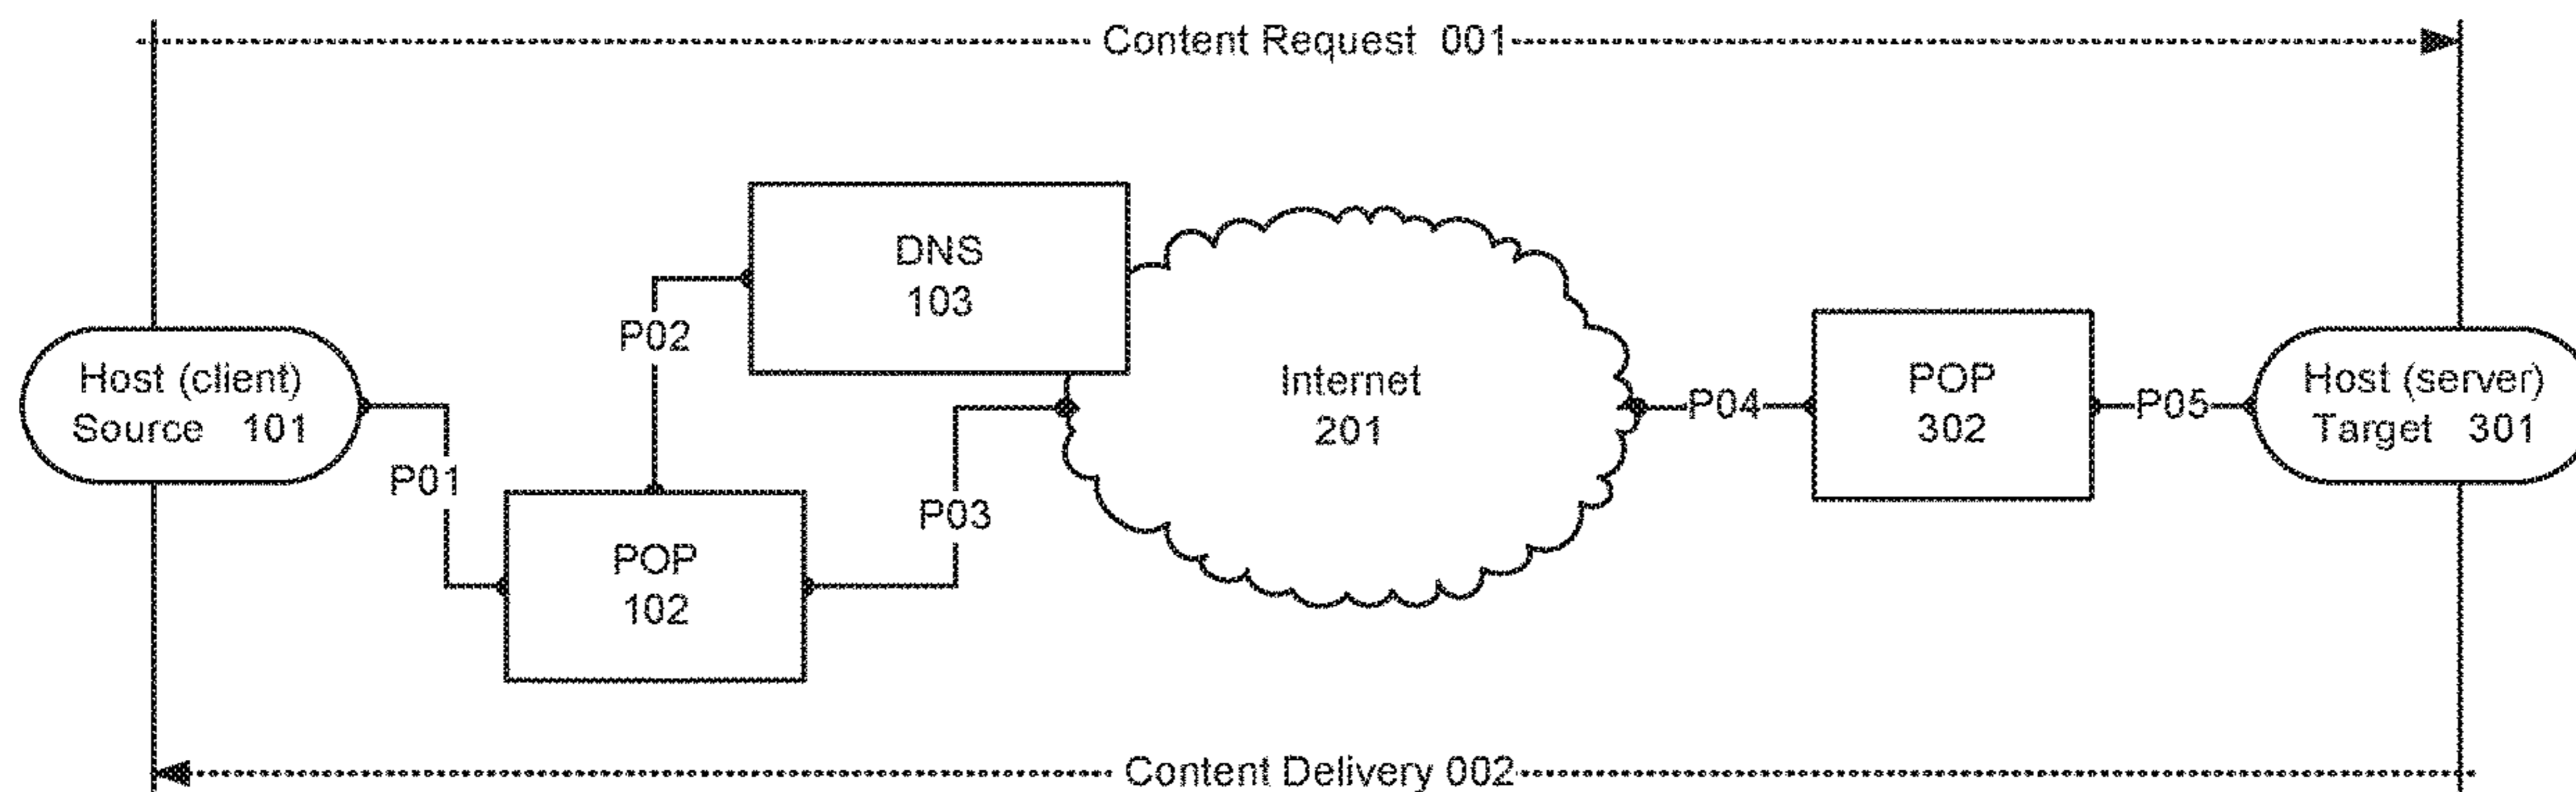 Content Request 001
DNS
103
P02
Host (client)
Source 101
P01
POP
102
P03
Internet
201
P04
POP
302
P05
Host (server)
Target 301
Content Delivery 002